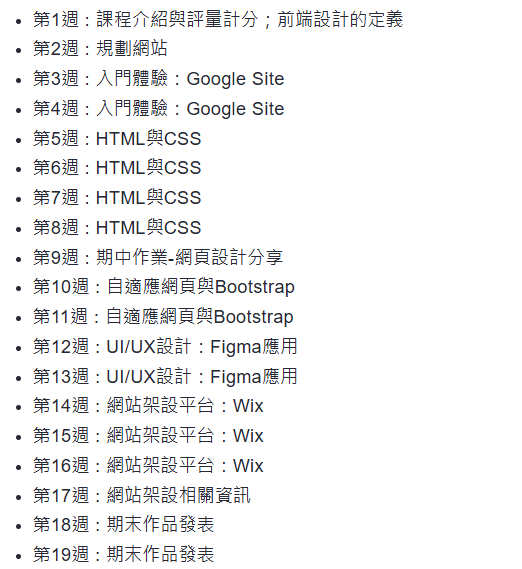 第1週：課程介紹與評量計分；前端設計的定義
第2週：規劃網站
第3週：入門體驗：Google Site
第4週：入門體驗：Google Site
第5週：HTML與CSS
第6週：HTML與CSS
第7週：HTML與CSS
第8週：HTML與CSS
第9週：期中作業-網頁設計分享
第10週：自適應網頁與Bootstrap
第11週：自適應網頁與Bootstrap
第12週：UI/UX設計：Figma應用
第13週：UI/UX設計：Figma應用
第14週：網站架設平台：Wix
第15週：網站架設平台：Wix
第16週：網站架設平台：Wix
第17週：網站架設相關資訊
第18週：期末作品發表
第19週：期末作品發表